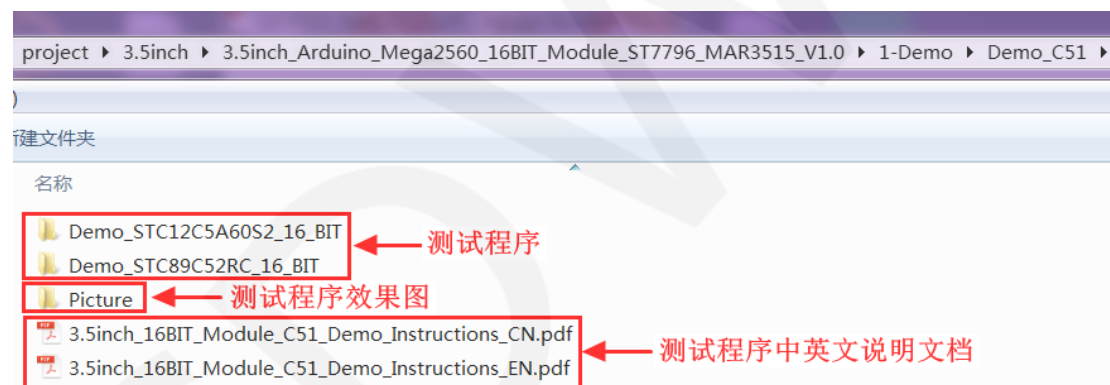 project ▸ 3.5inch ▸ 3.5inch_Arduino_Mega2560_16BIT_Module_ST7796_MAR3515_V1.0 ▸ 1-Demo ▸ Demo_C51 ▸
)
新建文件夹
名称
Demo_STC12C5A60S2_16_BIT
测试程序
Demo_STC89C52RC_16_BIT
Picture 测试程序效果图
3.5inch_16BIT_Module_C51_Demo_Instructions_CN.pdf
测试程序中英文说明文档
3.5inch_16BIT_Module_C51_Demo_Instructions_EN.pdf